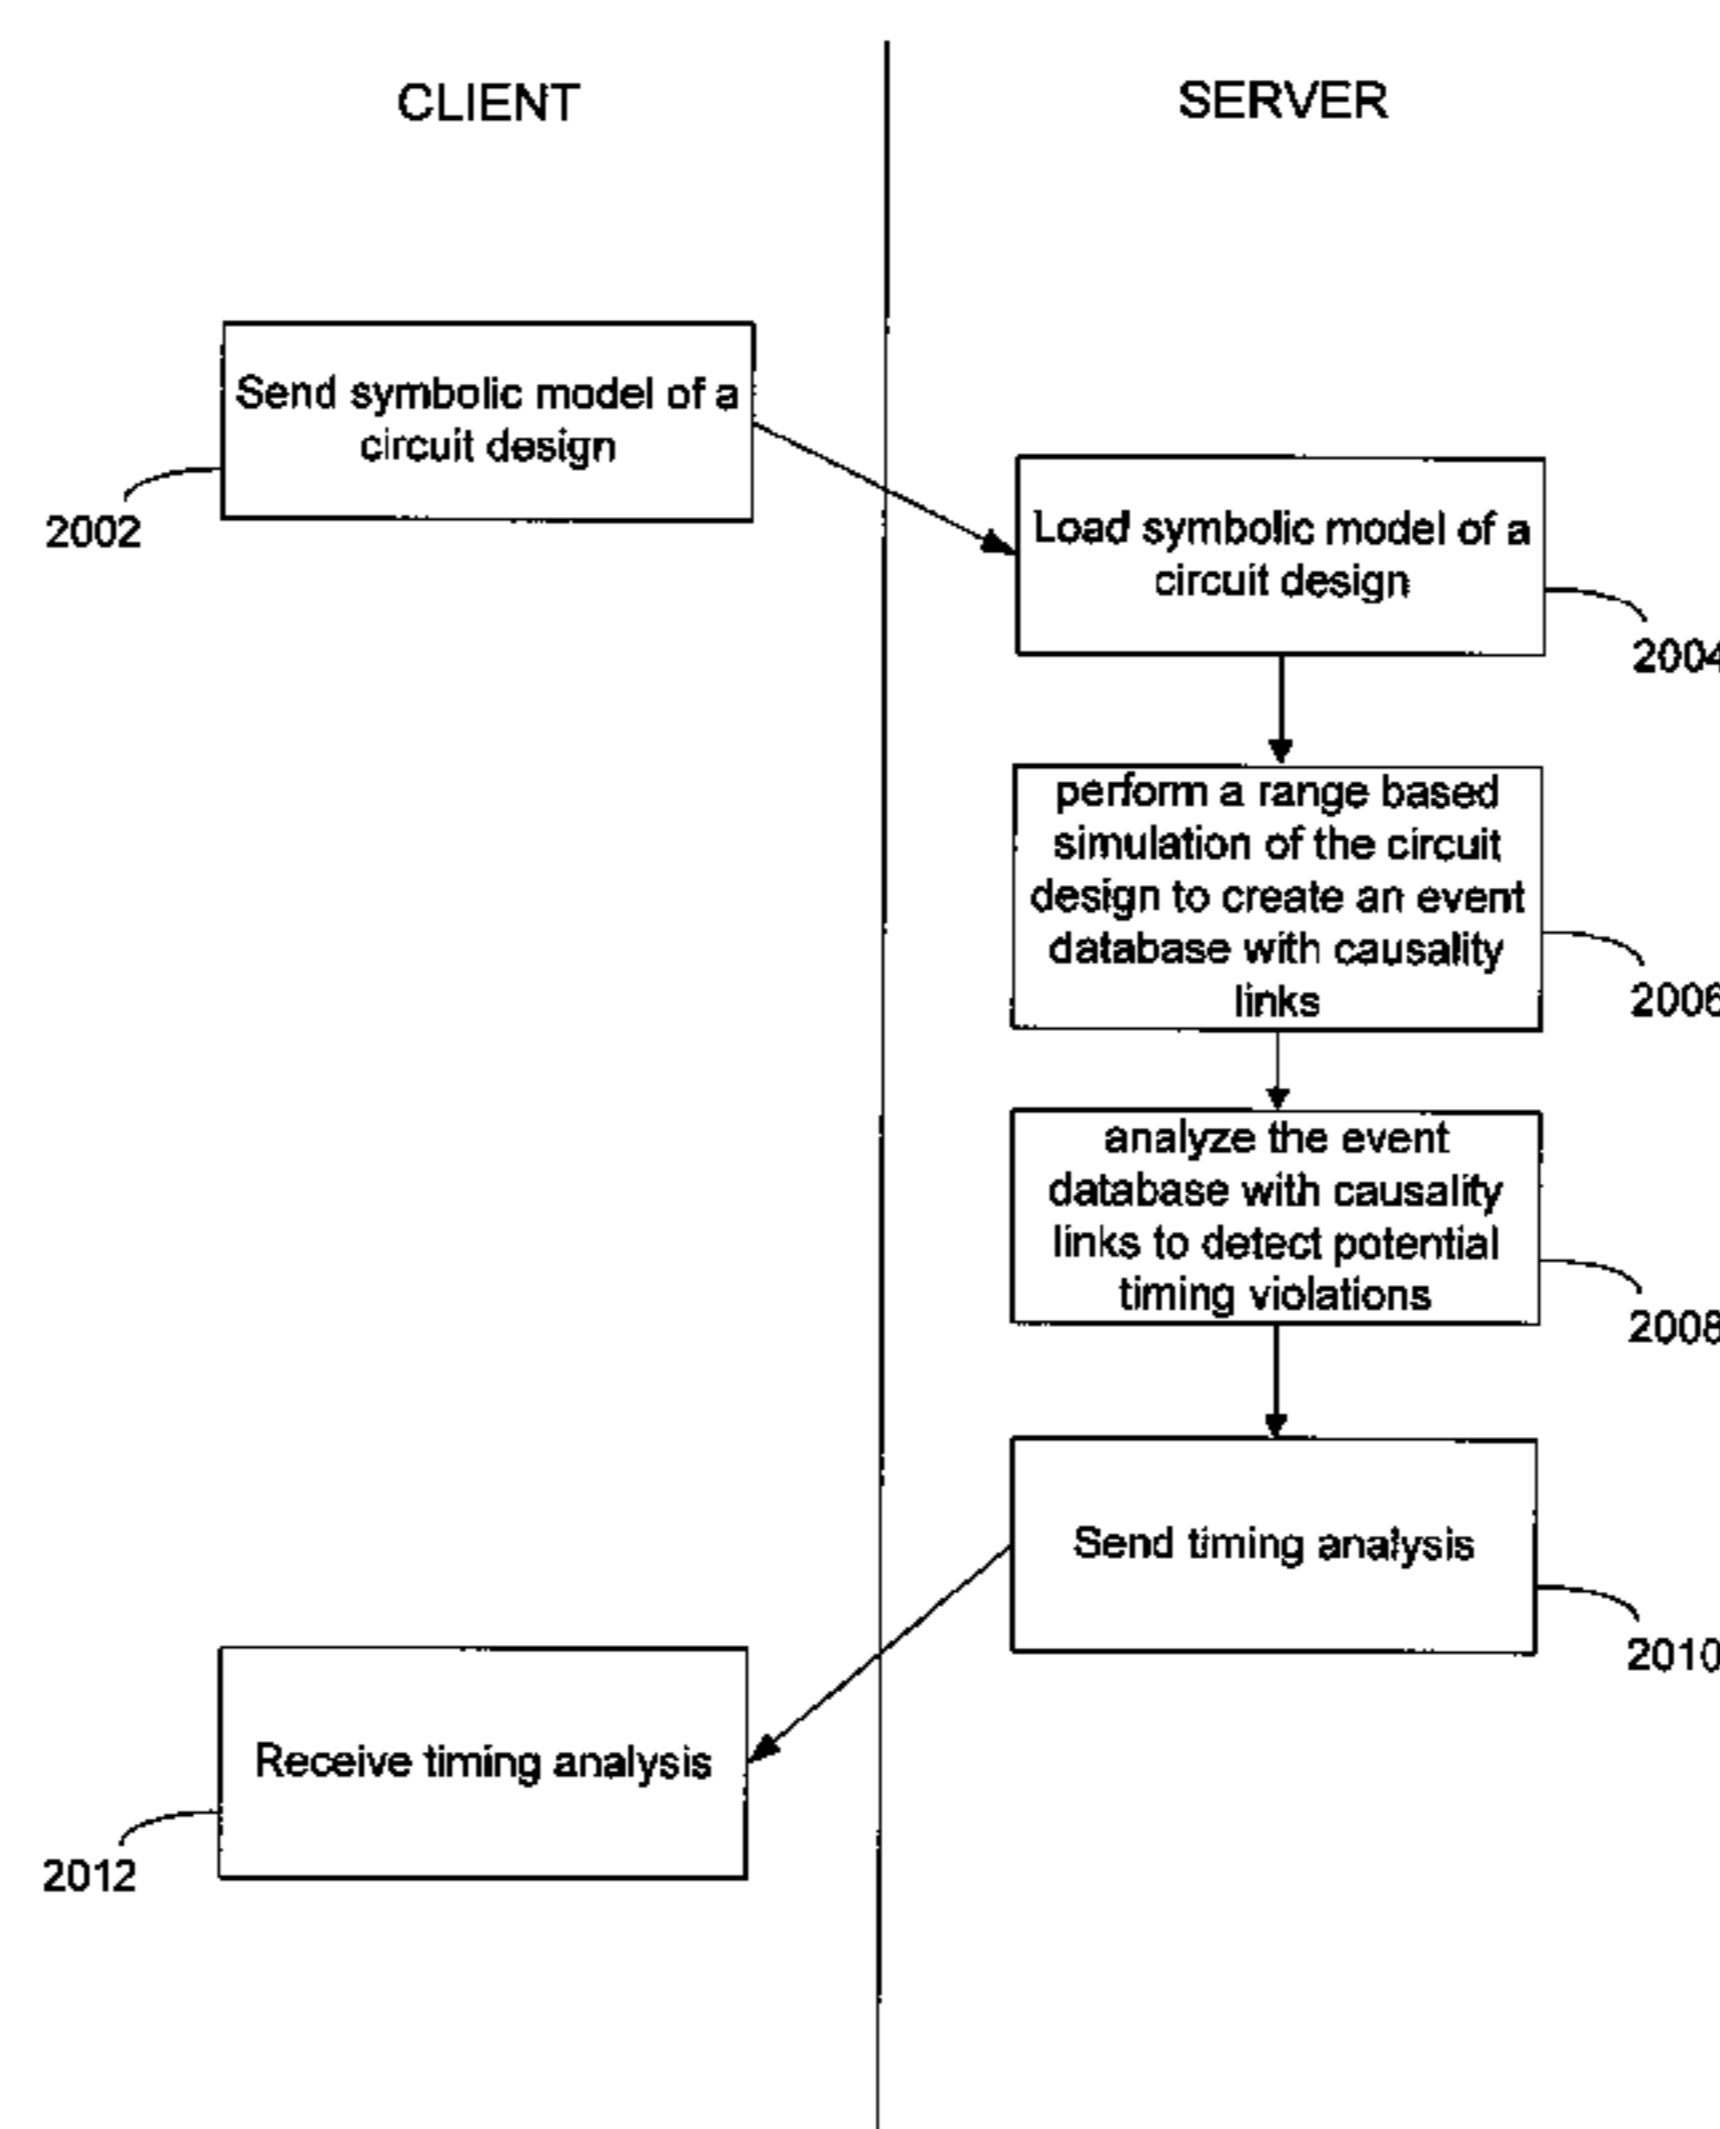 CLIENT
SERVER
Send symbolic model of a
circuit design
2002
Load symbolic model of a
circuit design
2004
perform a range based
simulation of the circuit
design to create an event
database with causality
links
2006
analyze the event
database with causality
links to detect potential
timing violations
2008
Send timing analysis
2010
Receive timing analysis
2012